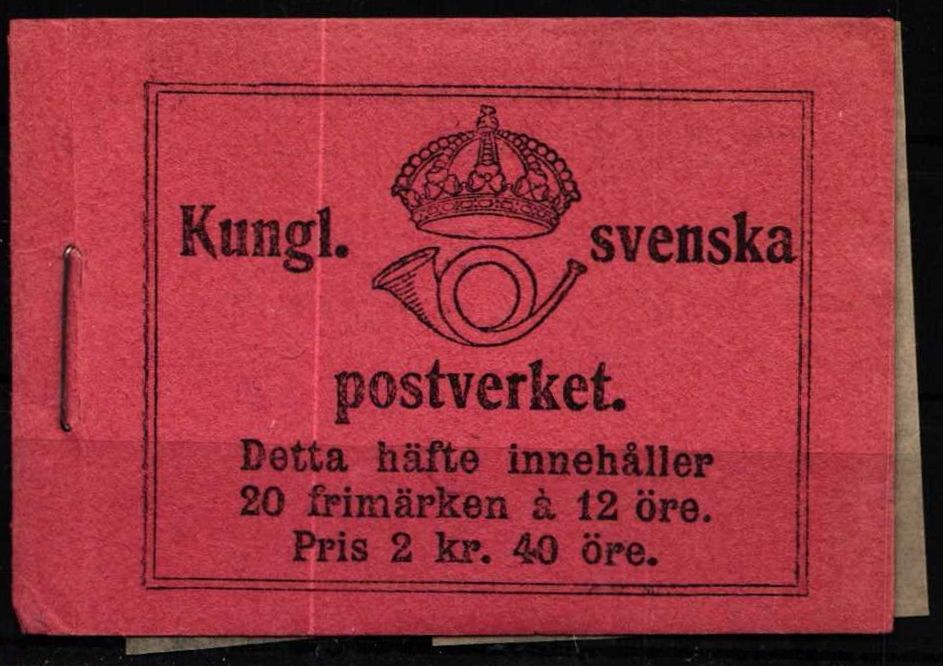 Kungl. svenska
postverket.
Detta häfte innehåller
20 frimärken à 12 öre.
Pris 2 kr. 40 öre.